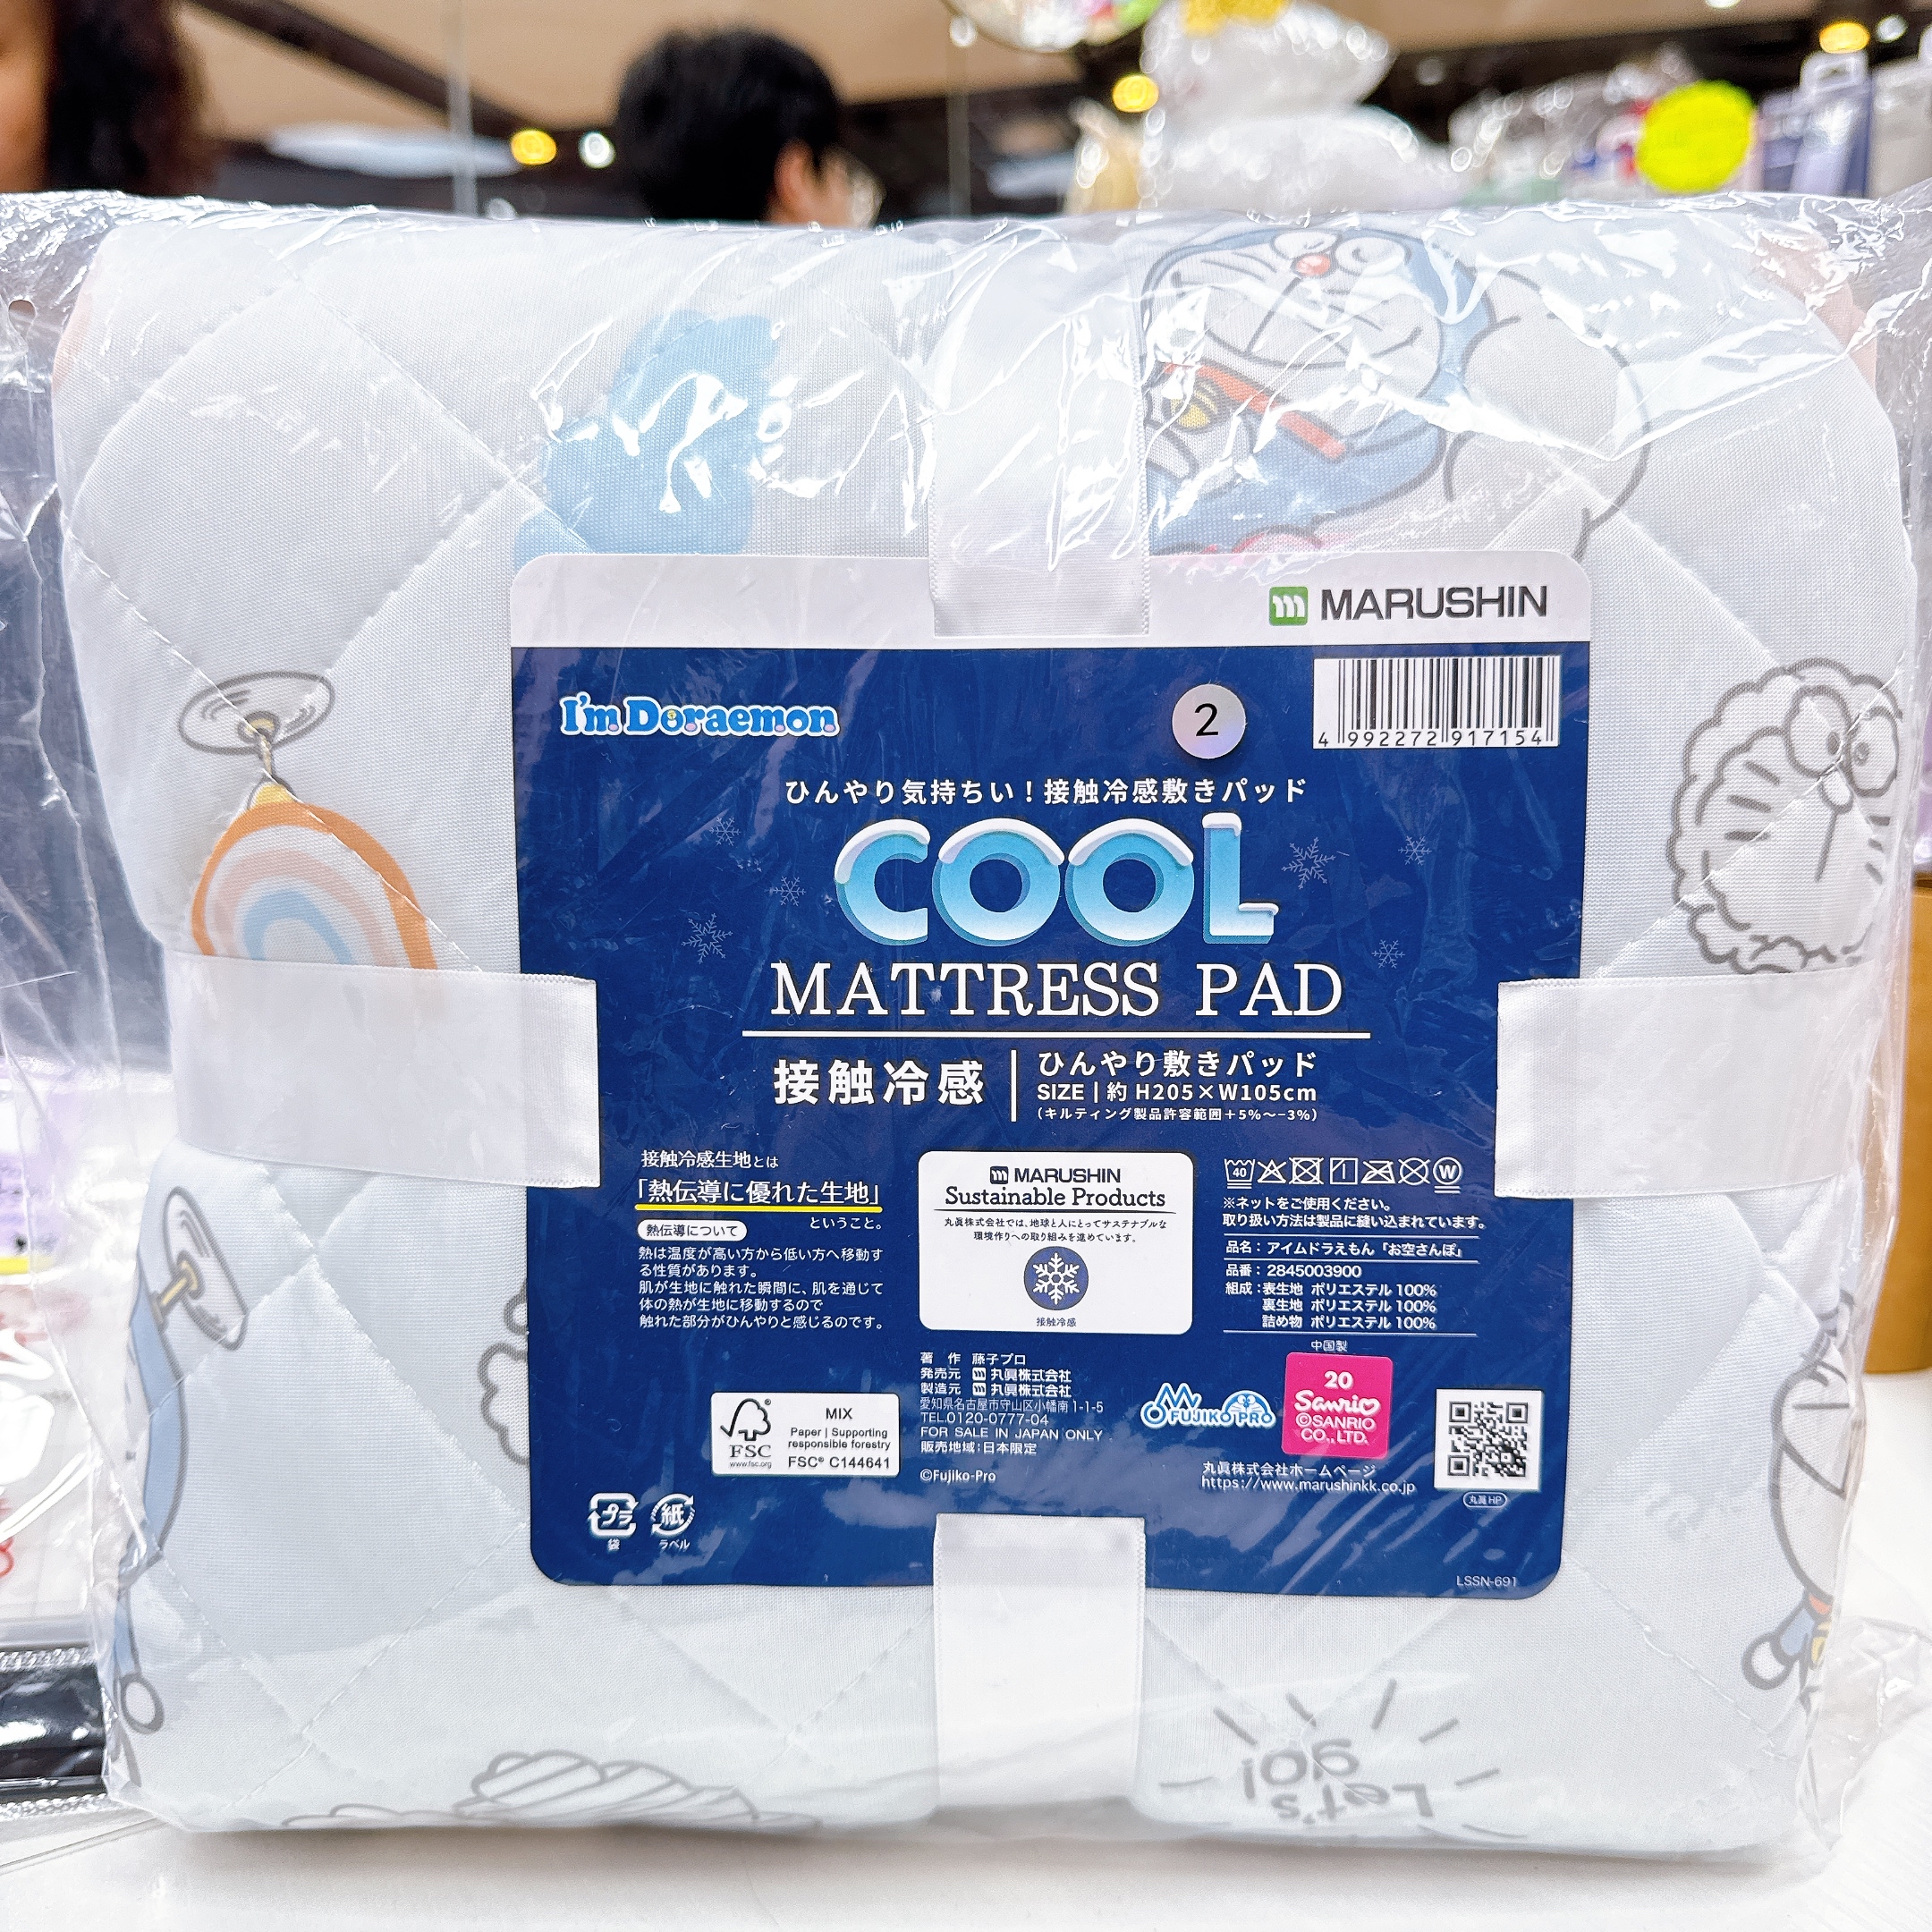 MARUSHIN
I'm Doraemon
2
4 992272 917154
ひんやり気持ちい!接触冷感敷きパッド
COOL
MATTRESS PAD
接触冷感
ひんやり敷きパッド
SIZE | 約 H205×W105cm
(キルティング製品許容範囲+5%〜−3%)
接触冷感生地とは
「熱伝導に優れた生地」
ということ。
熱伝導について
熱は温度が高い方から低い方へ移動す
る性質があります。
肌が生地に触れた瞬間に、肌を通じて
体の熱が生地に移動するので
触れた部分がひんやりと感じるのです。
MARUSHIN
Sustainable Products
丸眞株式会社では、地球と人にとってサステナブルな
環境作りへの取り組みを進めています。
接触冷感
40
W
※ネットをご使用ください。
取り扱い方法は製品に縫い込まれています。
品名:アイムドラえもん「お空さんぽ」
品番:2845003900
組成:表生地 ポリエステル 100%
裏生地 ポリエステル 100%
詰め物 ポリエステル 100%
中国製
FSC
www.fsc.org
MIX
Paper | Supporting
responsible forestry
FSC® C144641
著 作 藤子プロ
発売元 丸眞株式会社
製造元 丸眞株式会社
愛知県名古屋市守山区小幡南 1-1-5
TEL.0120-0777-04
FOR SALE IN JAPAN ONLY
販売地域:日本限定
©Fujiko-Pro
FUJIKO PRO
20
Sanrio
©SANRIO
CO.,LTD.
丸眞株式会社ホームページ
https://www.marushinkk.co.jp
丸眞 HP
プラ
袋
紙
ラベル
LSSN-691
Let's
go!